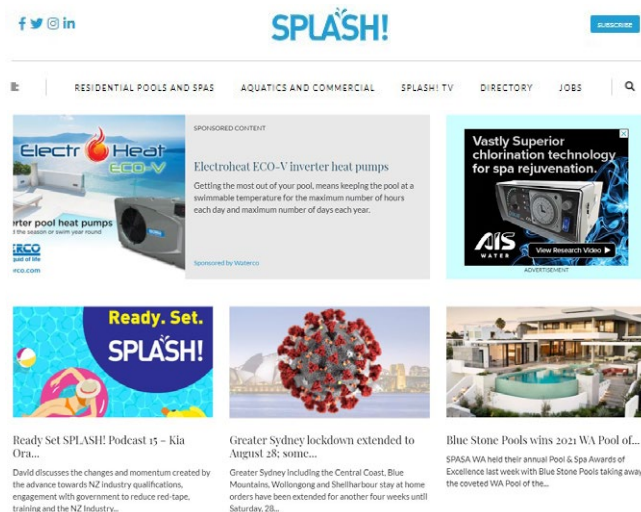 SPLASH!
SUBSCRIBE
RESIDENTIAL POOLS AND SPAS AQUATICS AND COMMERCIAL SPLASH! TV DIRECTORY JOBS
Electr Heat
ECO-V
rter pool heat pumps
the season or swim year round
ERCO
quid of life
rco.com
SPONSORED CONTENT
Electroheat ECO-V inverter heat pumps
Getting the most out of your pool, means keeping the pool at a
swimmable temperature for the maximum number of hours
each day and maximum number of days each year.
Sponsored by Waterco
Vastly Superior
chlorination technology
for spa rejuvenation.
AIS
WATER
View Research Video
ADVERTISEMENT
Ready. Set.
SPLASH!
Ready Set SPLASH! Podcast 15 – Kia
Ora...
David discusses the changes and momentum created by
the advance towards NZ industry qualifications,
engagement with government to reduce red-tape,
training and the NZ Industry...
Greater Sydney lockdown extended to
August 28; some...
Greater Sydney including the Central Coast, Blue
Mountains, Wollongong and Shellharbour stay at home
orders have been extended for another four weeks until
Saturday, 28...
Blue Stone Pools wins 2021 WA Pool of...
SPASA WA held their annual Pool & Spa Awards of
Excellence last week with Blue Stone Pools taking away
the coveted WA Pool of the...